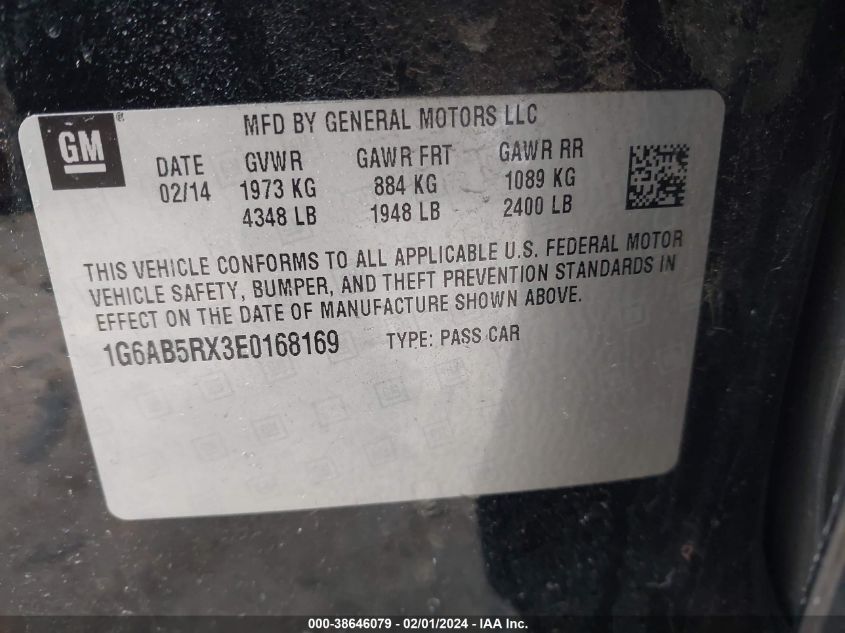 GM ®
MFD BY GENERAL MOTORS LLC
DATE GVWR GAWR FRT GAWR RR
02/14 1973 KG 884 KG 1089 KG
4348 LB 1948 LB 2400 LB
THIS VEHICLE CONFORMS TO ALL APPLICABLE U.S. FEDERAL MOTOR
VEHICLE SAFETY, BUMPER, AND THEFT PREVENTION STANDARDS IN
EFFECT ON THE DATE OF MANUFACTURE SHOWN ABOVE.
1G6AB5RX3E0168169 TYPE: PASS CAR
000-38646079 - 02/01/2024 - IAA Inc.